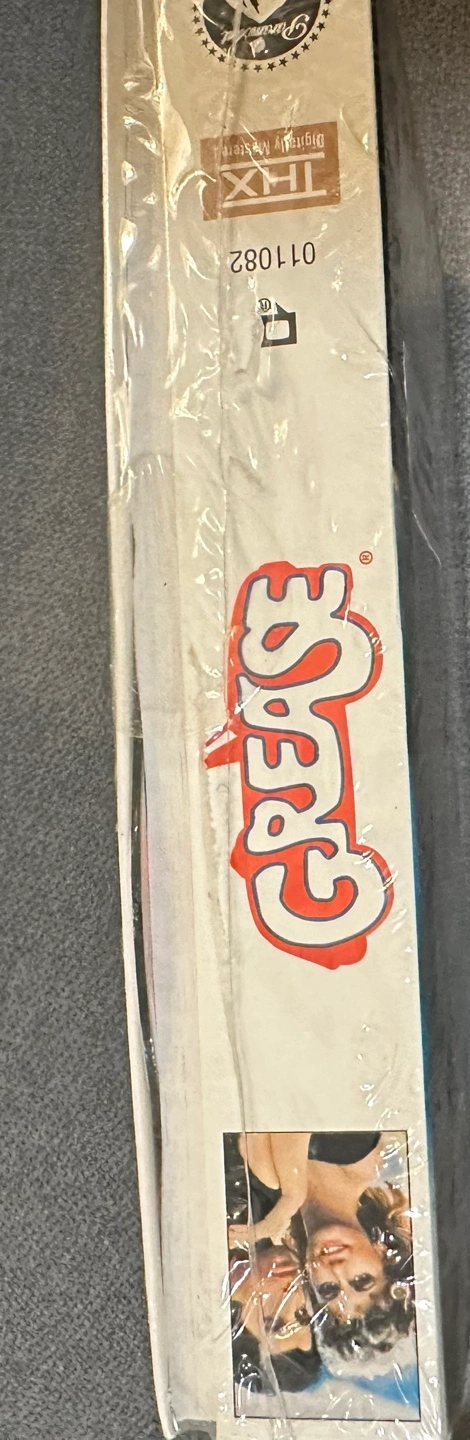 Paramount
THX
Digitally Mastered
011082
GREASE®